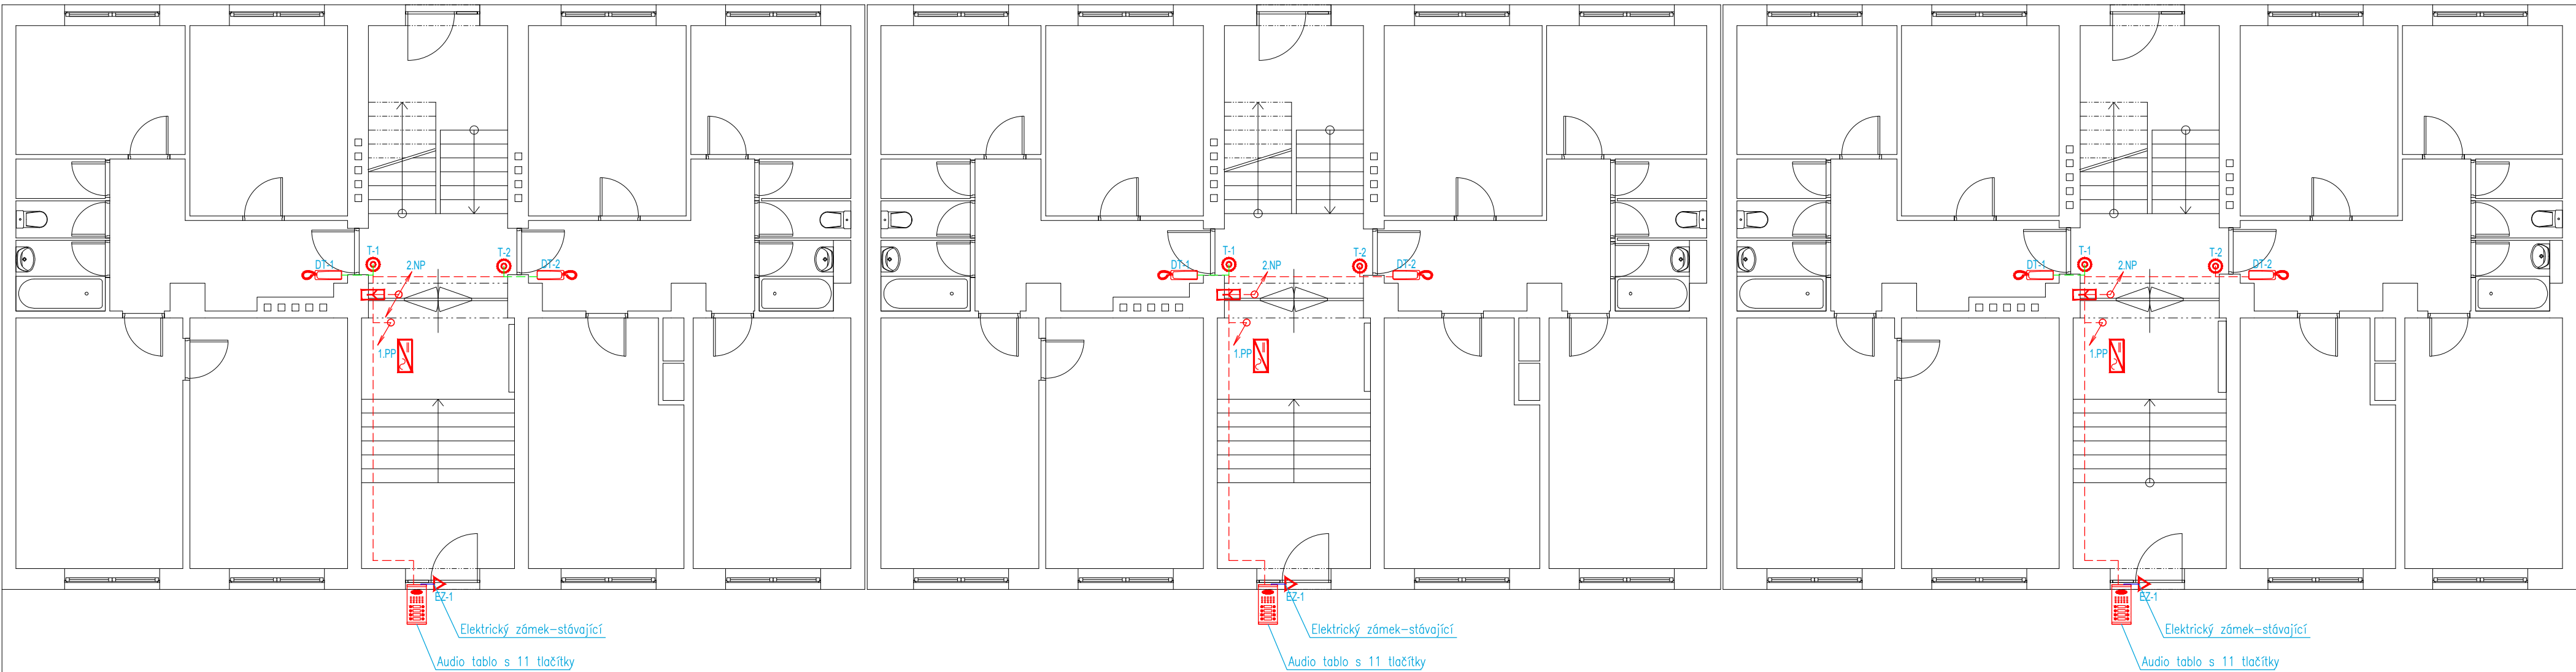 T-1
T-2
DT-1
2.NP
DT-2
1.PP
EZ-1
Elektrický zámek-stávající
Audio tablo s 11 tlačítky
T-1
T-2
DT-1
2.NP
DT-2
1.PP
EZ-1
Elektrický zámek-stávající
Audio tablo s 11 tlačítky
T-1
T-2
DT-1
2.NP
DT-2
1.PP
EZ-1
Elektrický zámek-stávající
Audio tablo s 11 tlačítky